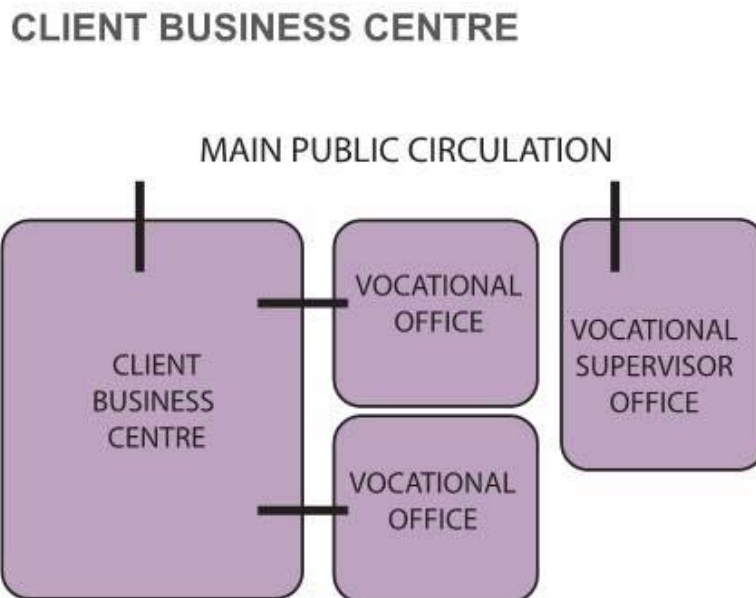 CLIENT BUSINESS CENTRE
MAIN PUBLIC CIRCULATION
CLIENT
BUSINESS
CENTRE
VOCATIONAL
OFFICE
VOCATIONAL
OFFICE
VOCATIONAL
SUPERVISOR
OFFICE